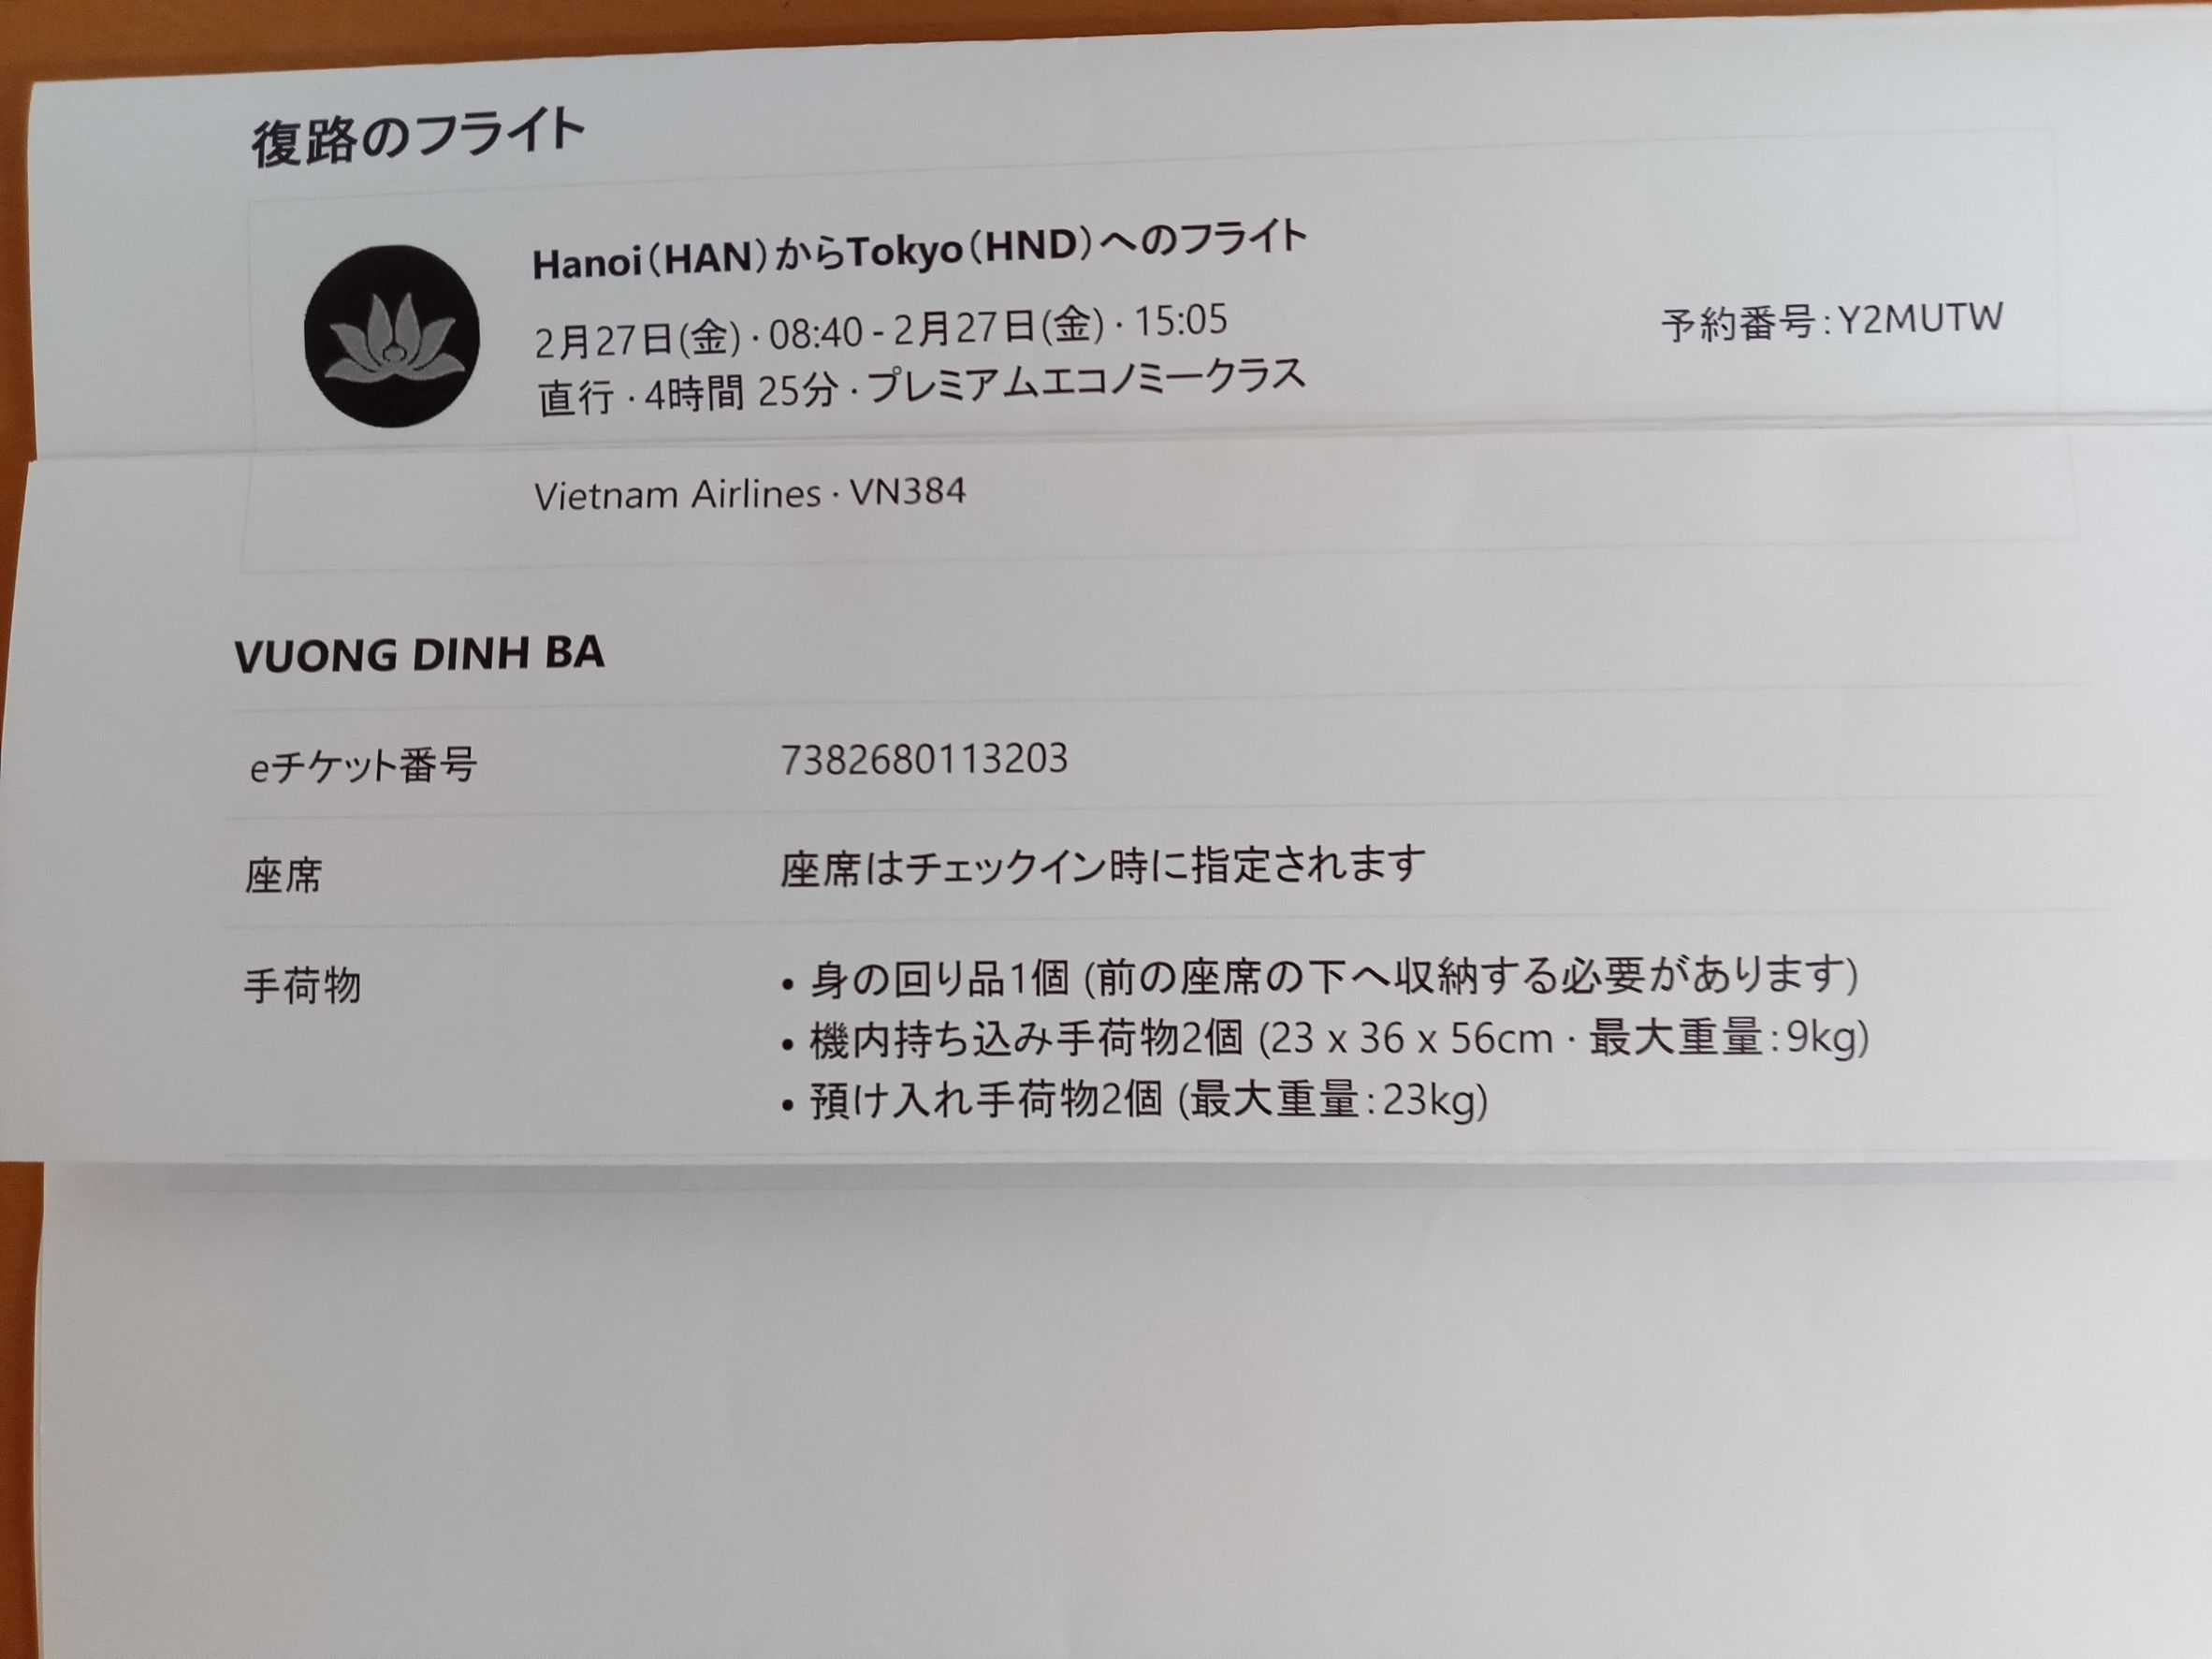 復路のフライト
Hanoi（HAN）からTokyo（HND）へのフライト
2月27日(金) · 08:40 - 2月27日(金) · 15:05
予約番号：Y2MUTW
直行 · 4時間 25分 · プレミアムエコノミークラス
Vietnam Airlines · VN384
VUONG DINH BA
eチケット番号 7382680113203
座席 座席はチェックイン時に指定されます
手荷物 • 身の回り品1個 (前の座席の下へ収納する必要があります)
• 機内持ち込み手荷物2個 (23 x 36 x 56cm · 最大重量：9kg)
• 預け入れ手荷物2個 (最大重量：23kg)